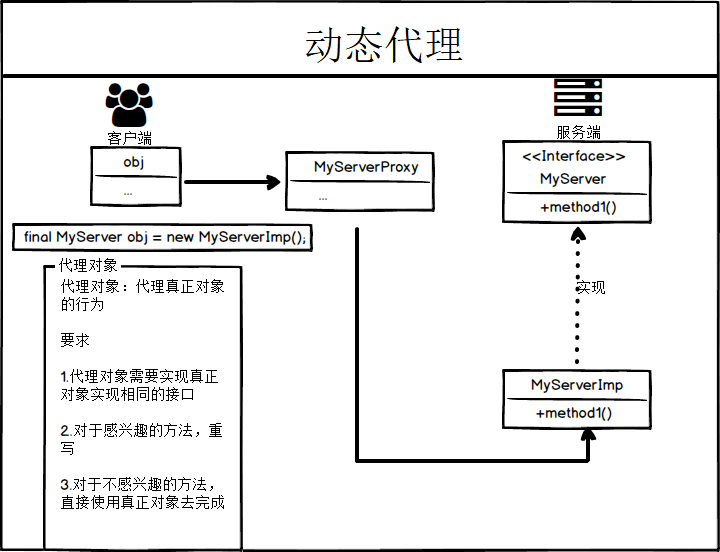 动态代理
客户端
服务端
obj
...
MyServerProxy
...
<<Interface>>
MyServer
+method1()
final MyServer obj = new MyServerImp();
代理对象
代理对象：代理真正对象
的行为
要求
1.代理对象需要实现真正
对象实现相同的接口
2.对于感兴趣的方法，重
写
3.对于不感兴趣的方法，
直接使用真正对象去完成
实现
MyServerImp
+method1()